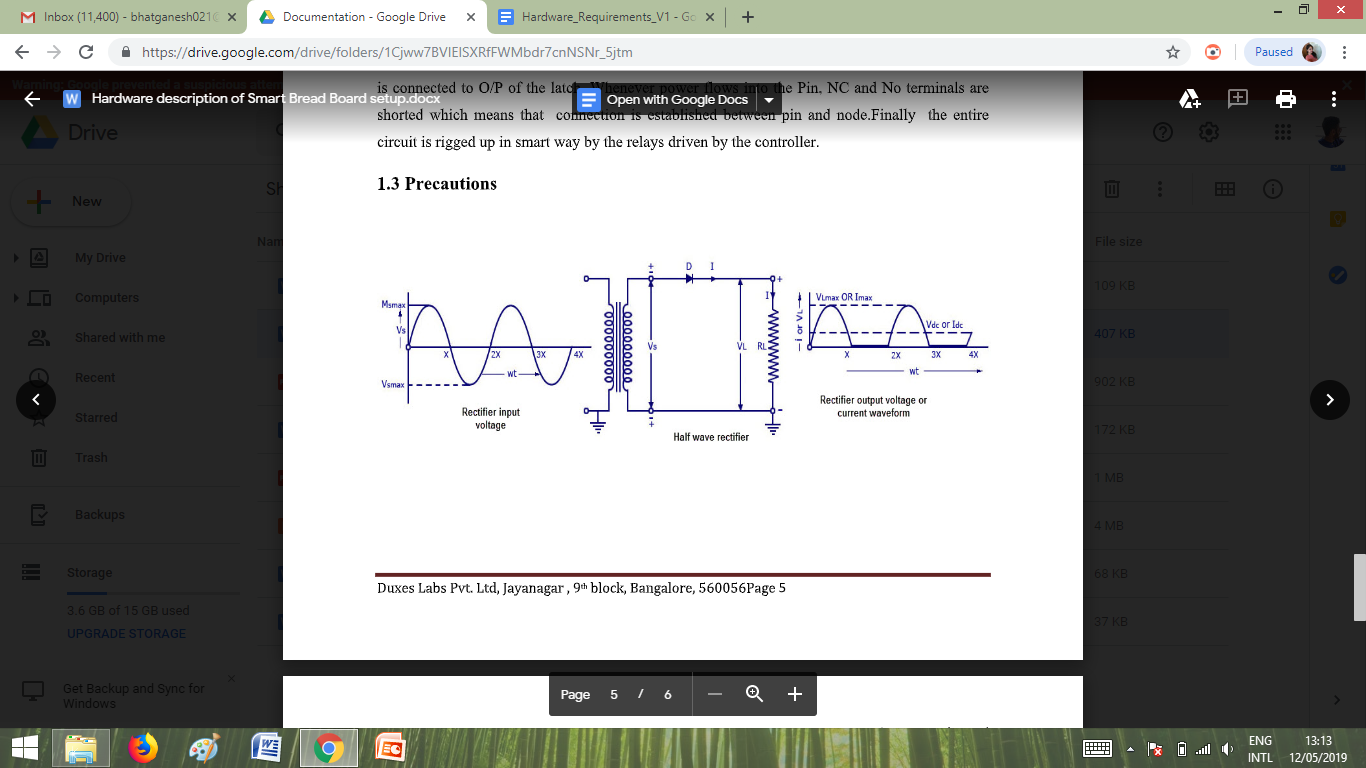 Inbox (11,400) - bhatganesh021
Documentation - Google Drive
Hardware_Requirements_V1 - Go
https://drive.google.com/drive/folders/1Cjww7BVIEISXRfFWMbdr7cnNSNr_5jtm
Paused
is connected to O/P of the latch. Whenever power flows into the Pin, NC and No terminals are
W Hardware description of Smart Bread Board setup.docx
Open with Google Docs
shorted which means that connection is established between pin and node.Finally the entire
circuit is rigged up in smart way by the relays driven by the controller.
Drive
1.3 Precautions
New
File size
My Drive
Computers
Shared with me
Recent
Starred
Trash
Backups
Storage
3.6 GB of 15 GB used
UPGRADE STORAGE
Get Backup and Sync for
Windows
109 KB
407 KB
902 KB
172 KB
1 MB
4 MB
68 KB
37 KB
Msmax
Vs
Vsmax
X 2X 3X 4X
wt
Rectifier input
voltage
+
D I
+
Vs
VL
RL
I
-
+
Half wave rectifier
i or VL
VLmax OR Imax
Vdc or Idc
X 2X 3X 4X
wt
Rectifier output voltage or
current waveform
Duxes Labs Pvt. Ltd, Jayanagar , 9th block, Bangalore, 560056Page 5
Page 5 / 6
ENG
INTL
13:13
12/05/2019